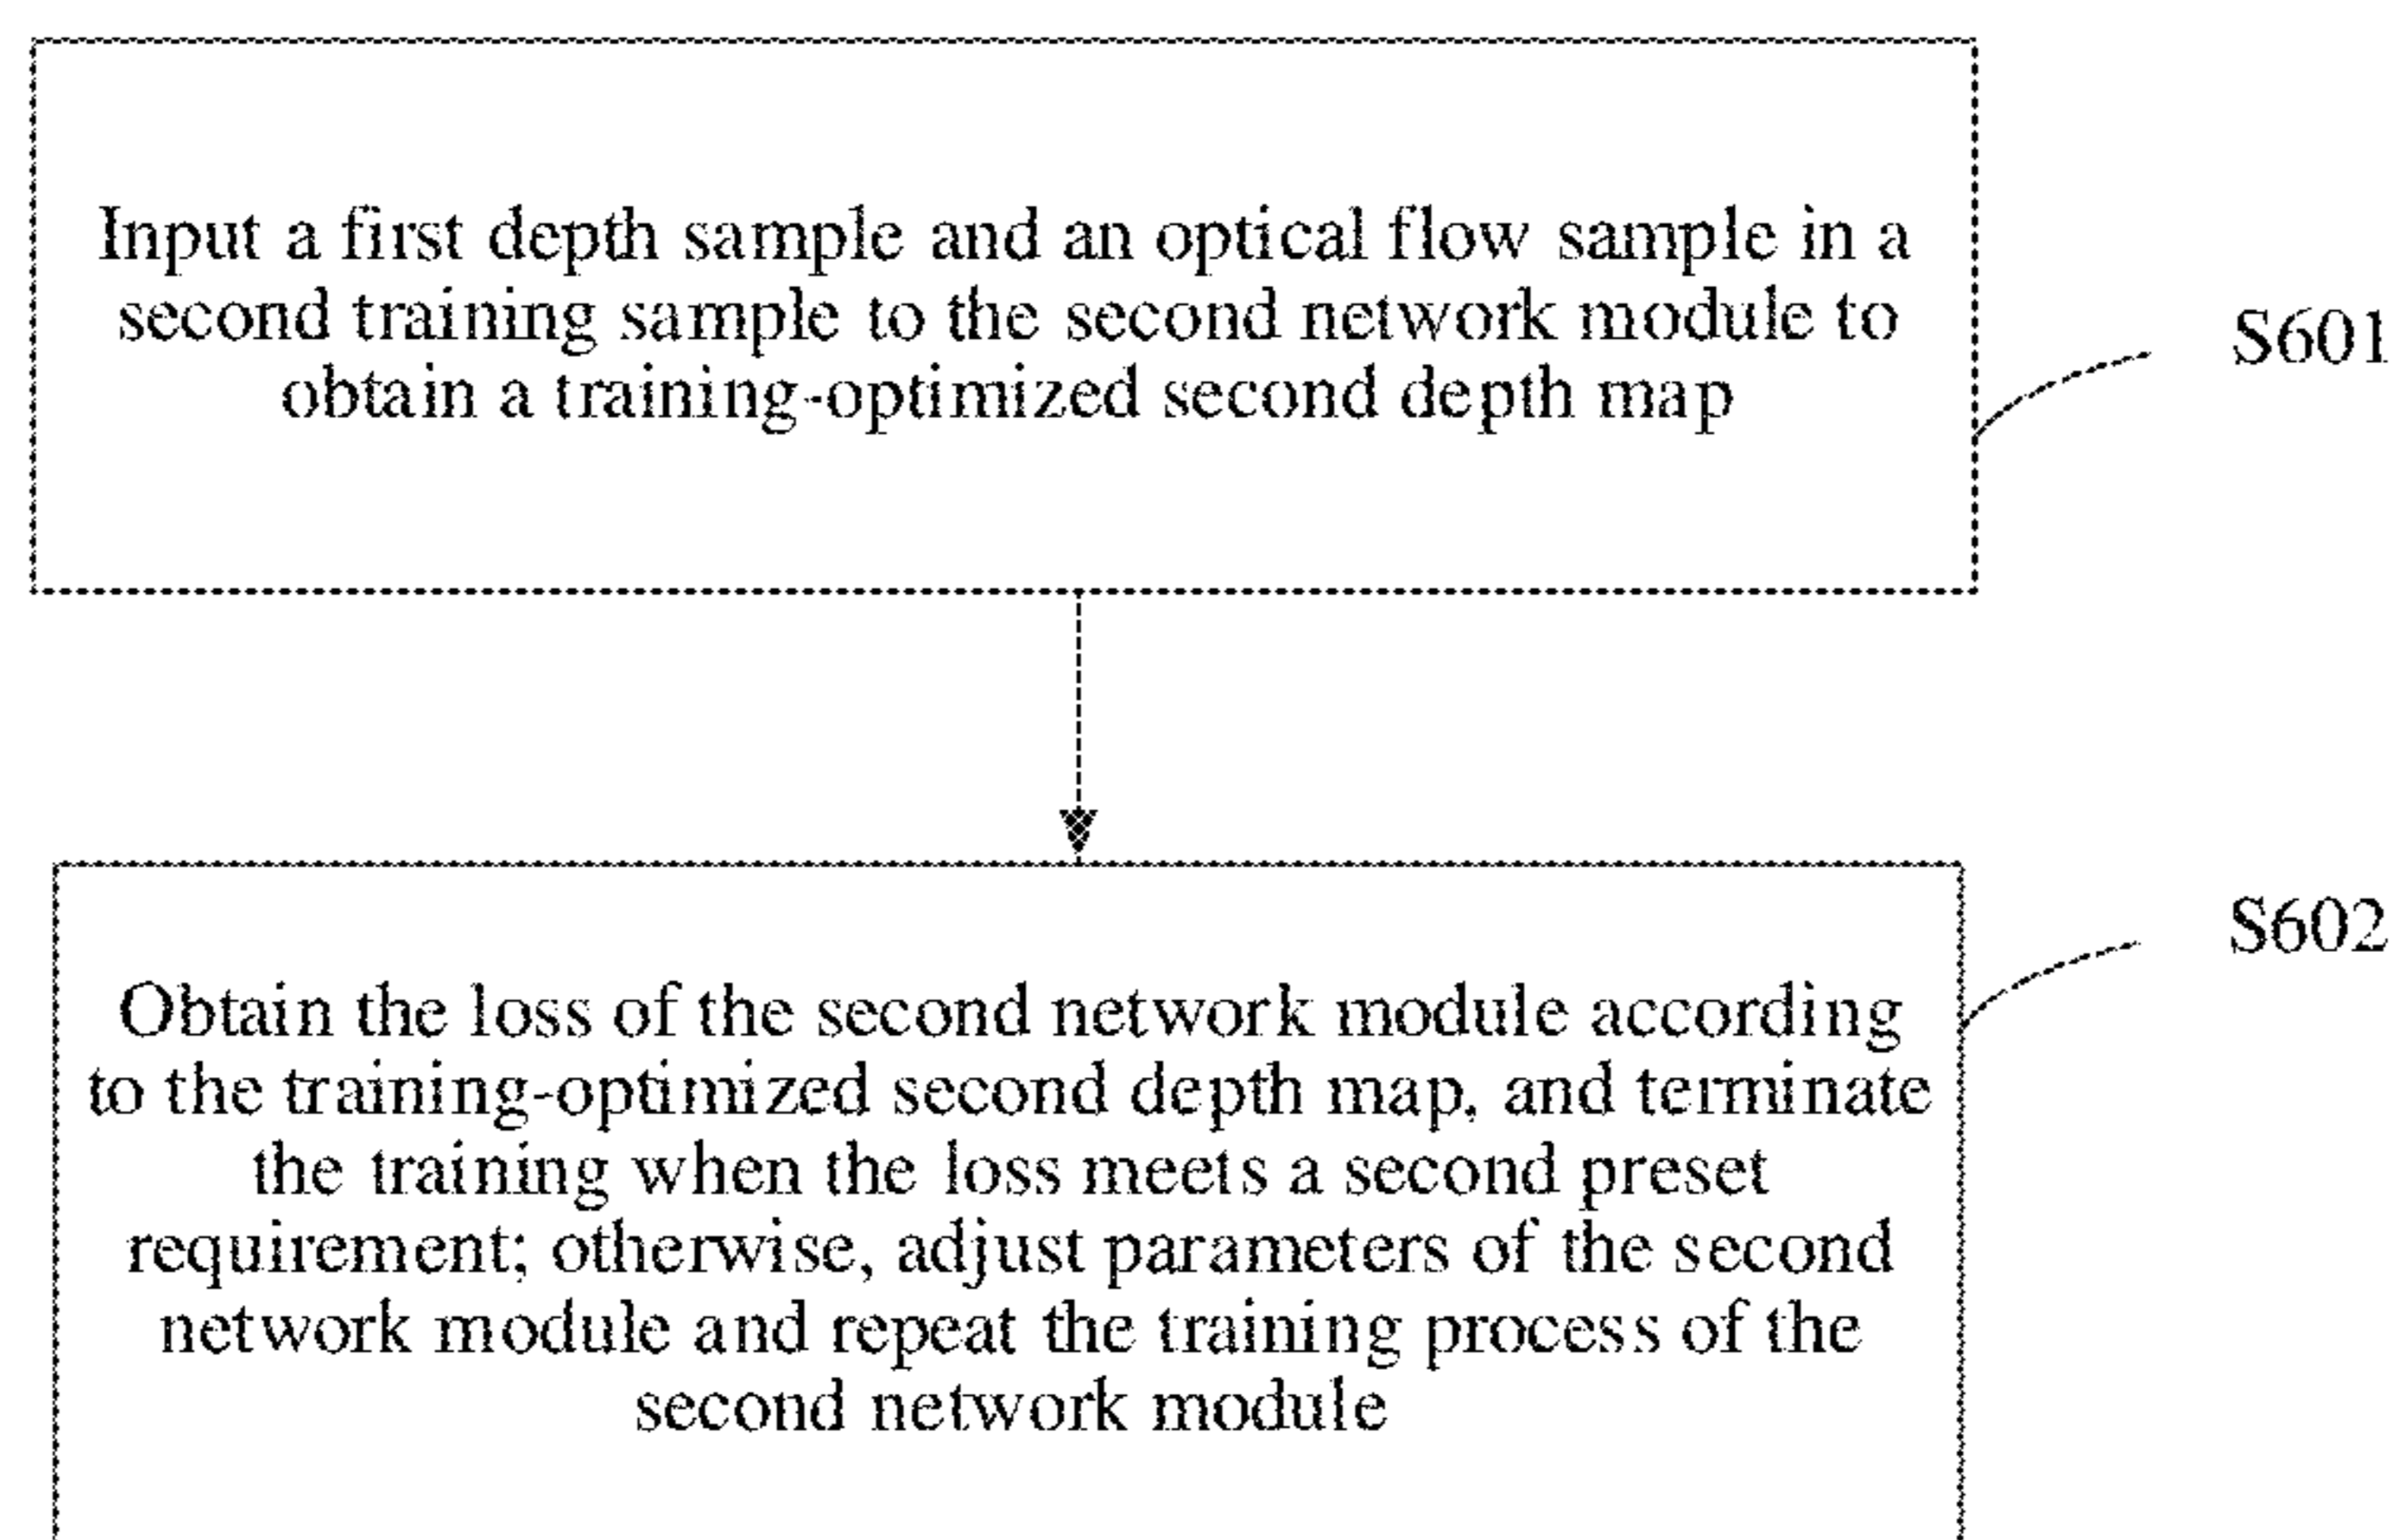 Input a first depth sample and an optical flow sample in a
second training sample to the second network module to
obtain a training-optimized second depth map
S601
S602
Obtain the loss of the second network module according
to the training-optimized second depth map, and terminate
the training when the loss meets a second preset
requirement; otherwise, adjust parameters of the second
network module and repeat the training process of the
second network module